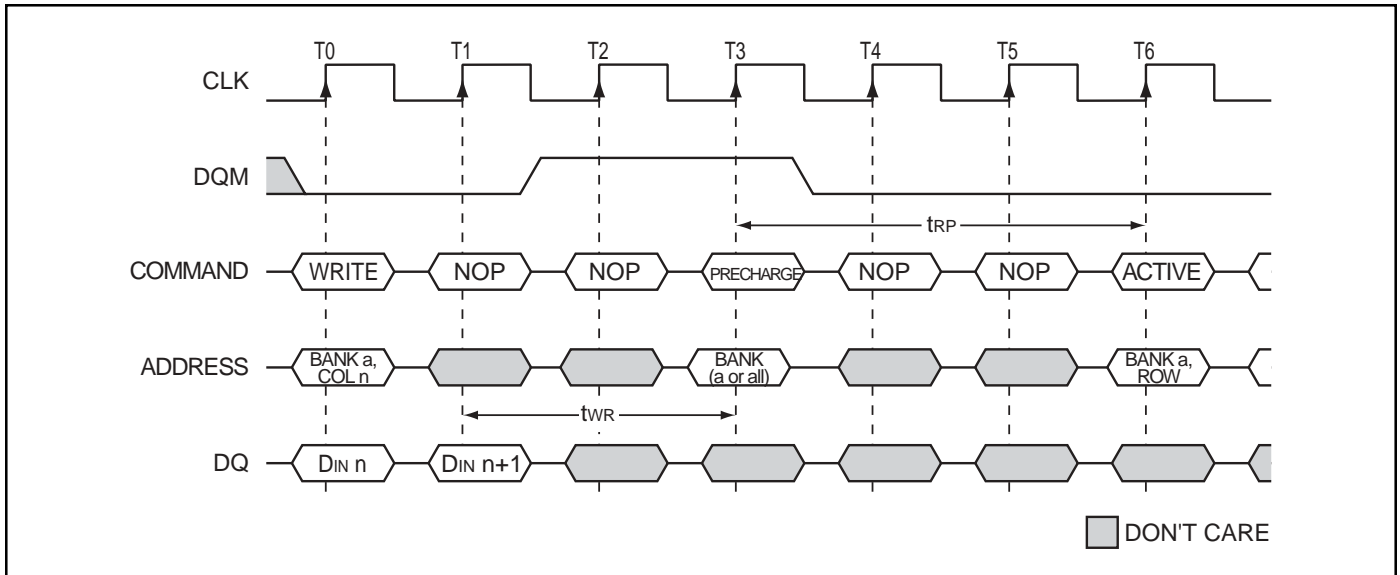 T0 T1 T2 T3 T4 T5 T6
CLK
DQM
tRP
COMMAND WRITE NOP NOP PRECHARGE NOP NOP ACTIVE
ADDRESS BANK a, COL n BANK (a or all) BANK a, ROW
tWR
DQ DIN n DIN n+1
DON'T CARE